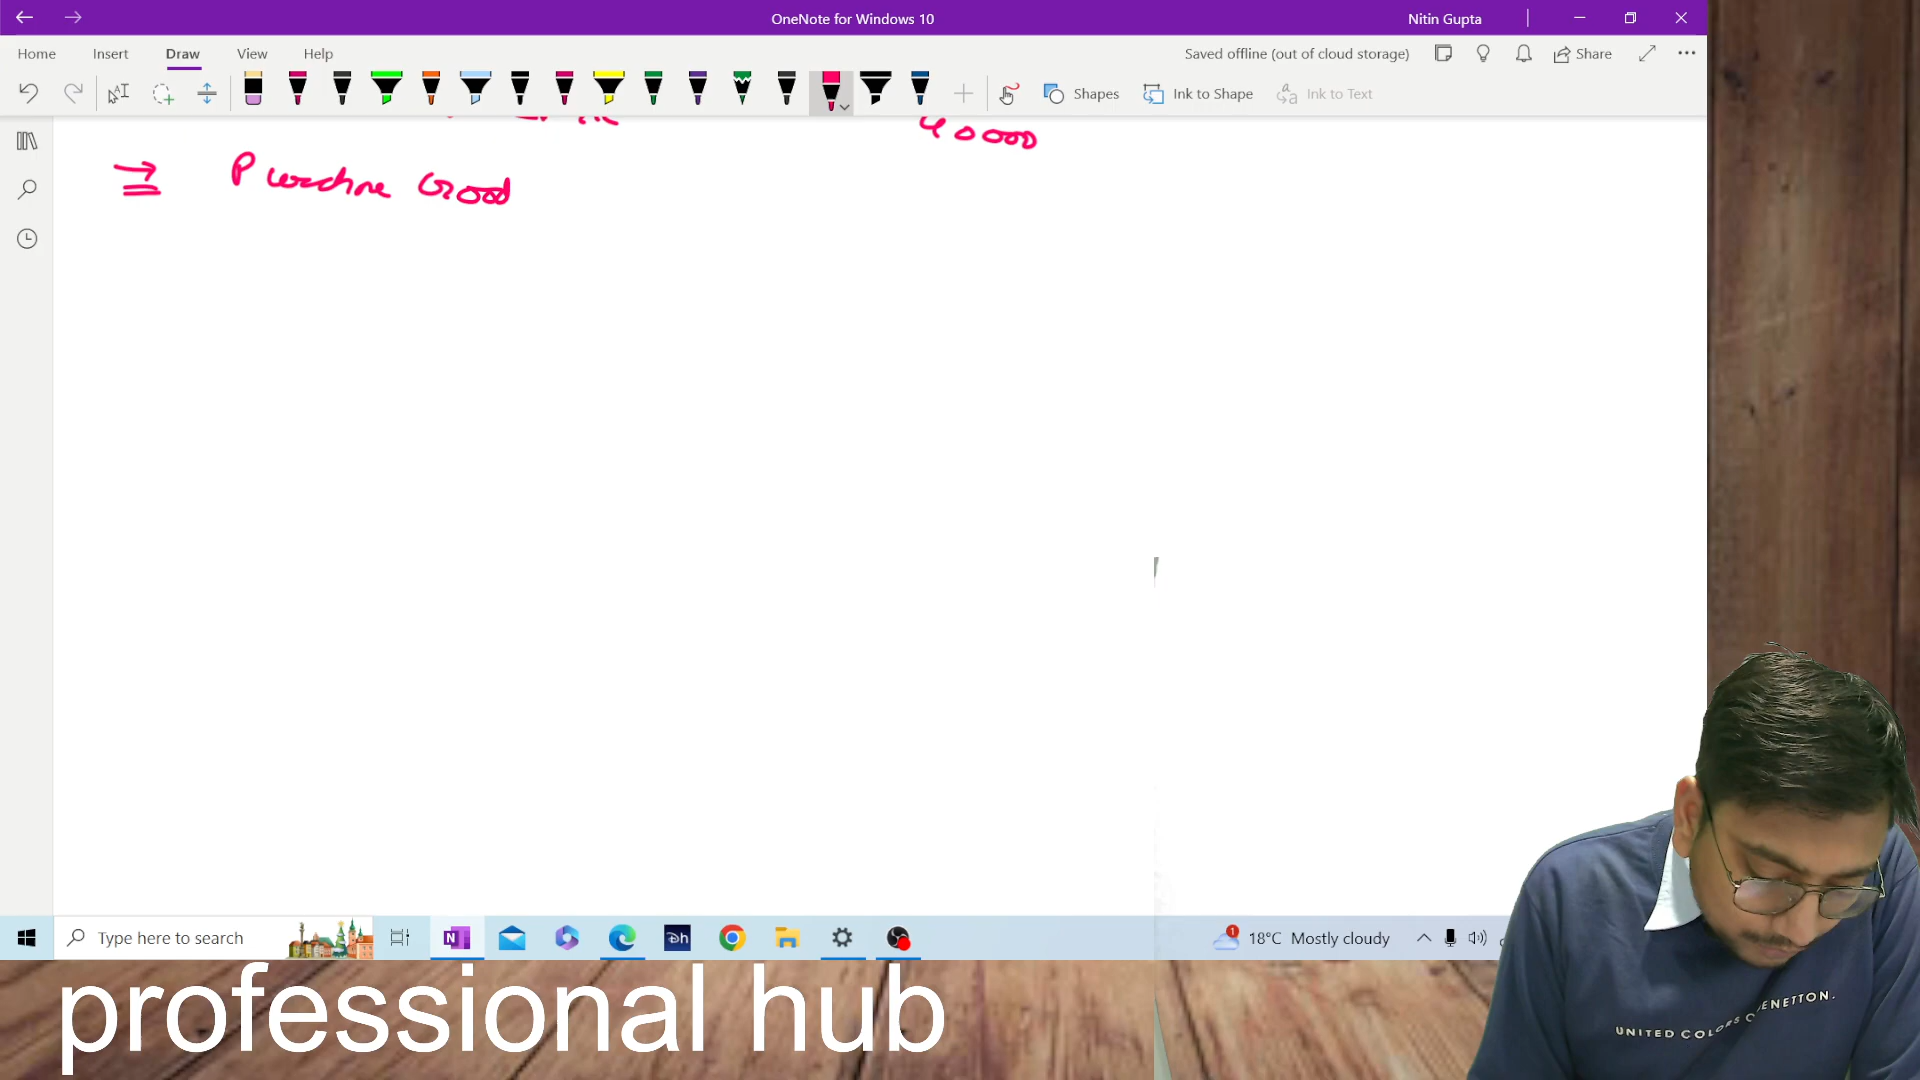 OneNote for Windows 10
Nitin Gupta
Home Insert Draw View Help
Saved offline (out of cloud storage)
Share
Shapes
Ink to Shape
Ink to Text
40000
Good
Type here to search
18°C Mostly cloudy
professional hub
UNITED COLORS OF BENETTON.